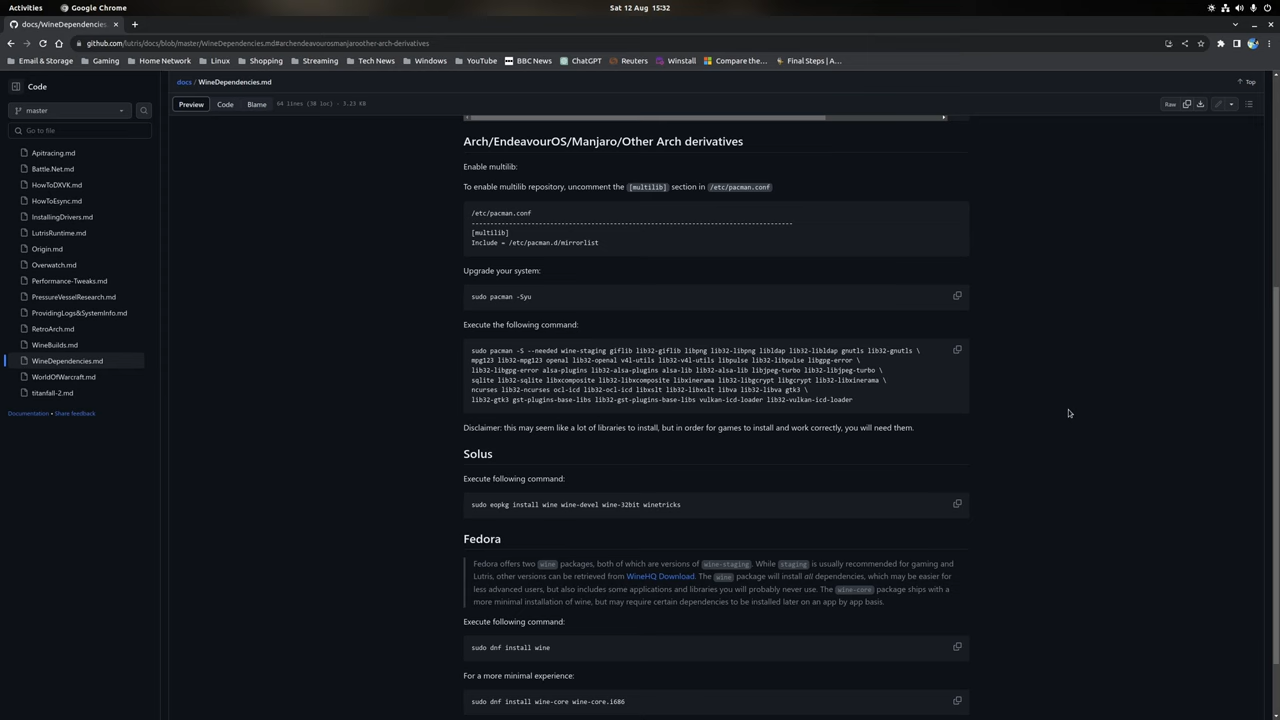 Activities
Google Chrome
Sat 12 Aug 15:32
docs/WineDependencies.
github.com/lutris/docs/blob/master/WineDependencies.md#archendeavourosmanjaroother-arch-derivatives
Email & Storage
Gaming
Home Network
Linux
Shopping
Streaming
Tech News
Windows
YouTube
BBC News
ChatGPT
Reuters
Winstall
Compare the…
Final Steps | A…
Code
master
Go to file
Apitracing.md
Battle.Net.md
HowToDXVK.md
HowToEsync.md
InstallingDrivers.md
LutrisRuntime.md
Origin.md
Overwatch.md
Performance-Tweaks.md
PressureVesselResearch.md
ProvidingLogs&SystemInfo.md
RetroArch.md
WineBuilds.md
WineDependencies.md
WorldOfWarcraft.md
titanfall-2.md
Documentation • Share feedback
docs / WineDependencies.md
Top
Preview
Code
Blame
64 lines (38 loc) · 3.23 KB
Raw
Arch/EndeavourOS/Manjaro/Other Arch derivatives
Enable multilib:
To enable multilib repository, uncomment the [multilib] section in /etc/pacman.conf
/etc/pacman.conf
--------------------------------------------------------------------------------------
[multilib]
Include = /etc/pacman.d/mirrorlist
Upgrade your system:
sudo pacman -Syu
Execute the following command:
sudo pacman -S --needed wine-staging giflib lib32-giflib libpng lib32-libpng libldap lib32-libldap gnutls lib32-gnutls \
mpg123 lib32-mpg123 openal lib32-openal v4l-utils lib32-v4l-utils libpulse lib32-libpulse libgpg-error \
lib32-libgpg-error alsa-plugins lib32-alsa-plugins alsa-lib lib32-alsa-lib libjpeg-turbo lib32-libjpeg-turbo \
sqlite lib32-sqlite libxcomposite lib32-libxcomposite libxinerama lib32-libgcrypt libgcrypt lib32-libxinerama \
ncurses lib32-ncurses ocl-icd lib32-ocl-icd libxslt lib32-libxslt libva lib32-libva gtk3 \
lib32-gtk3 gst-plugins-base-libs lib32-gst-plugins-base-libs vulkan-icd-loader lib32-vulkan-icd-loader
Disclaimer: this may seem like a lot of libraries to install, but in order for games to install and work correctly, you will need them.
Solus
Execute following command:
sudo eopkg install wine wine-devel wine-32bit winetricks
Fedora
Fedora offers two wine packages, both of which are versions of wine-staging. While staging is usually recommended for gaming and
Lutris, other versions can be retrieved from WineHQ Download. The wine package will install all dependencies, which may be easier for
less advanced users, but also includes some applications and libraries you will probably never use. The wine-core package ships with a
more minimal installation of wine, but may require certain dependencies to be installed later on an app by app basis.
Execute following command:
sudo dnf install wine
For a more minimal experience:
sudo dnf install wine-core wine-core.i686